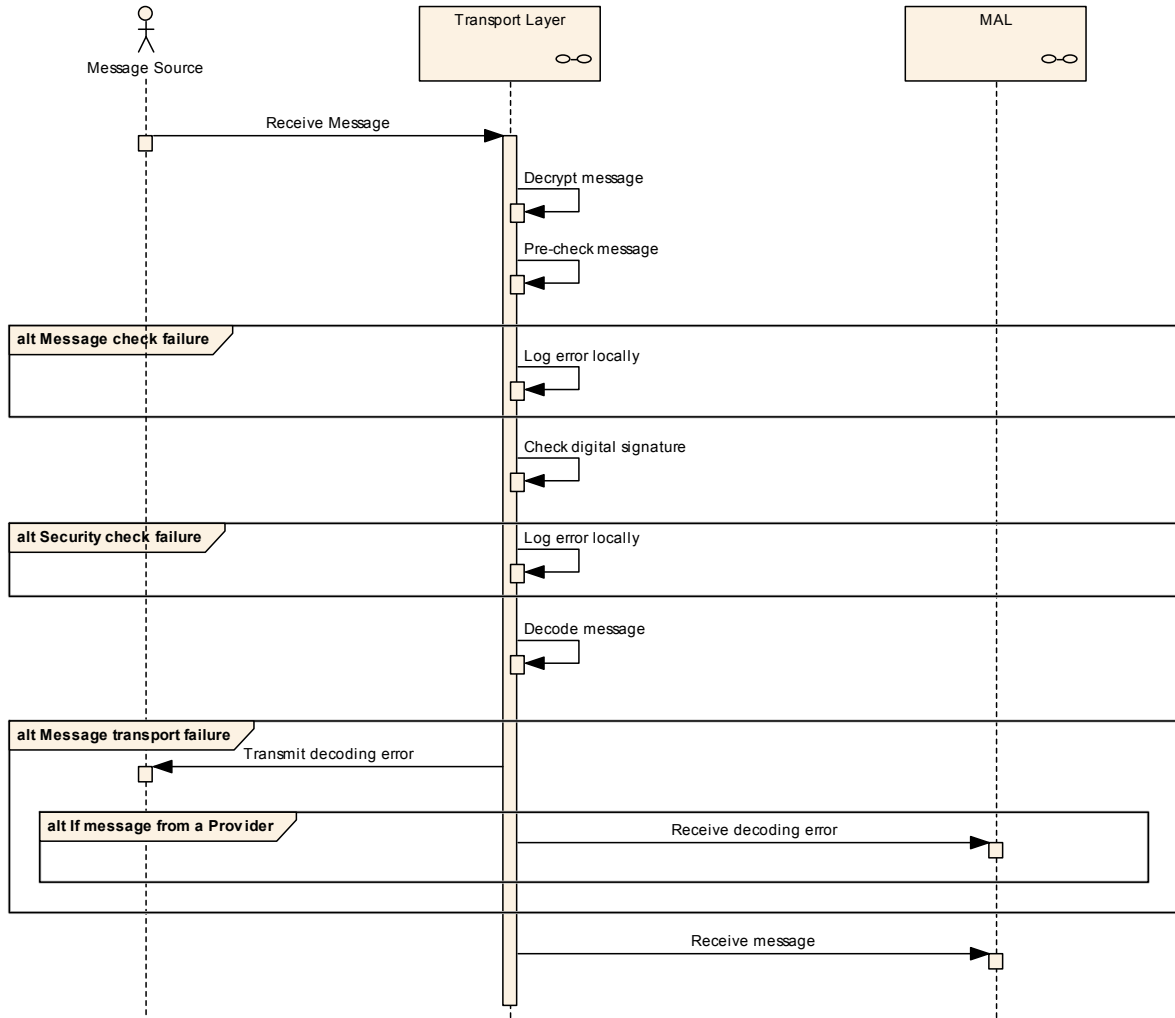 Transport Layer
MAL
Message Source
Receive Message
Decrypt message
Pre-check message
alt Message check failure
Log error locally
Check digital signature
alt Security check failure
Log error locally
Decode message
alt Message transport failure
Transmit decoding error
alt If message from a Provider
Receive decoding error
Receive message